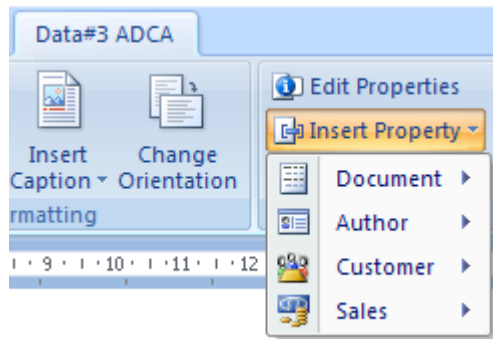 Data#3 ADCA
Edit Properties
Insert Property
Insert
Caption
Change
Orientation
rmatting
Document
Author
Customer
Sales
9 10 11 12